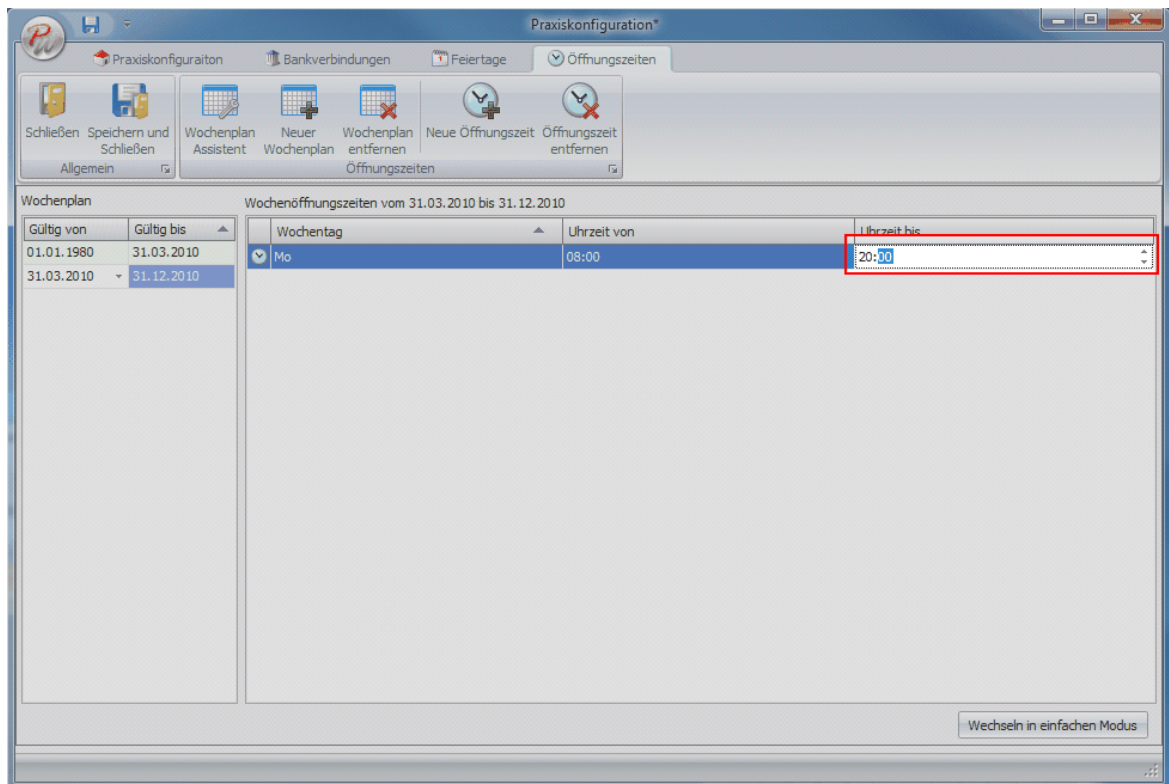 PW
Praxiskonfiguration*
Praxiskonfiguraiton Bankverbindungen Feiertage Öffnungszeiten
Schließen Speichern und Schließen Wochenplan Assistent Neuer Wochenplan Wochenplan entfernen Neue Öffnungszeit Öffnungszeit entfernen
Allgemein Öffnungszeiten
Wochenplan Wochenöffnungszeiten vom 31.03.2010 bis 31.12.2010
Gültig von Gültig bis Wochentag Uhrzeit von Uhrzeit bis
01.01.1980 31.03.2010 Mo 08:00 20:00
31.03.2010 31.12.2010
Wechseln in einfachen Modus